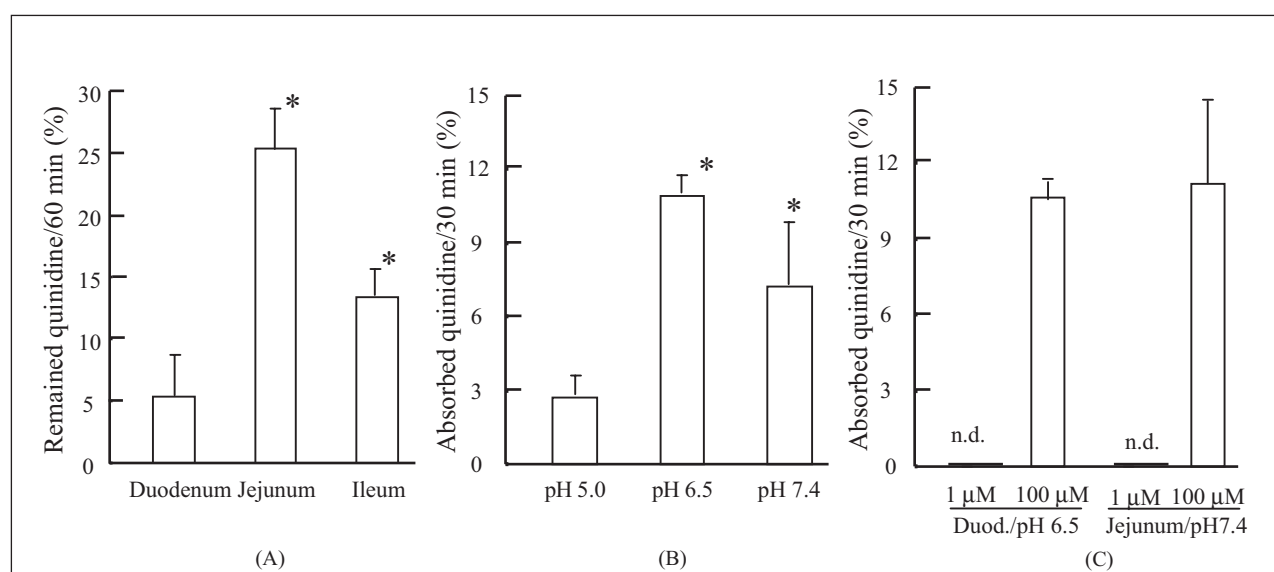 Remained quinidine/60 min (%)
30
25
20
15
10
5
0
*
*
Duodenum Jejunum Ileum
(A)
Absorbed quinidine/30 min (%)
15
12
9
6
3
0
*
*
pH 5.0 pH 6.5 pH 7.4
(B)
Absorbed quinidine/30 min (%)
15
12
9
6
3
0
n.d. n.d.
1 μM 100 μM 1 μM 100 μM
Duod./pH 6.5 Jejunum/pH7.4
(C)